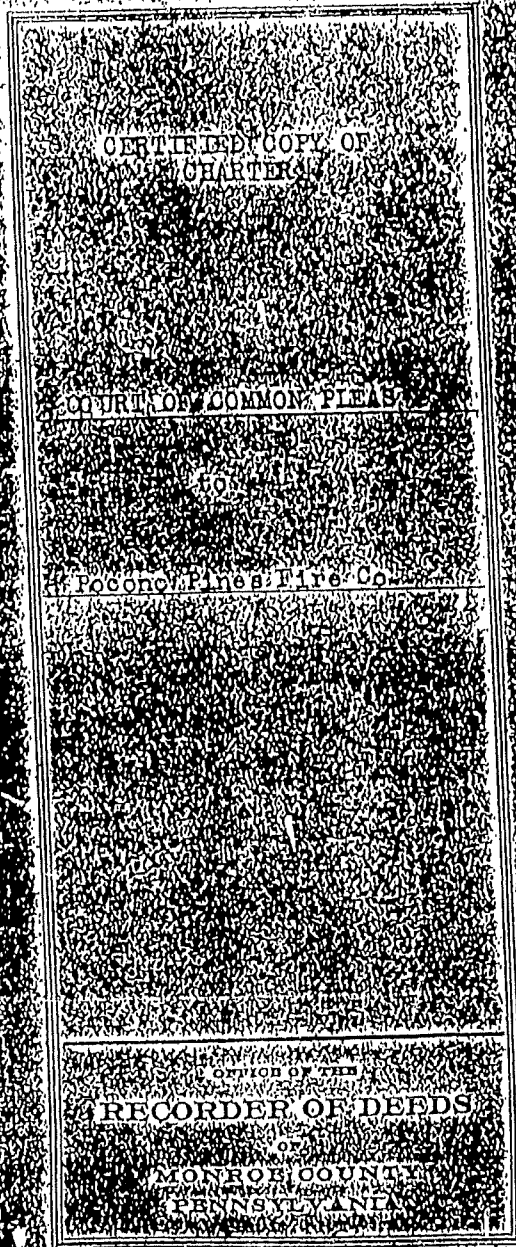 CERTIFIED COPY OF
CHARTER
COURT OF COMMON PLEAS
to
Pocono Pines Fire Co.
OFFICE OF THE
RECORDER OF DEEDS
OF
MONROE COUNTY
PENNSYLVANIA